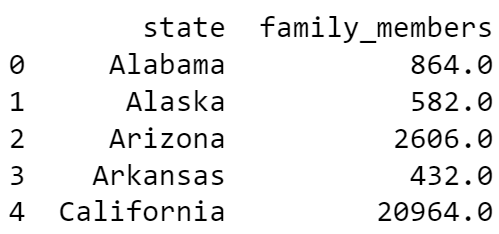 state family_members
0 Alabama 864.0
1 Alaska 582.0
2 Arizona 2606.0
3 Arkansas 432.0
4 California 20964.0